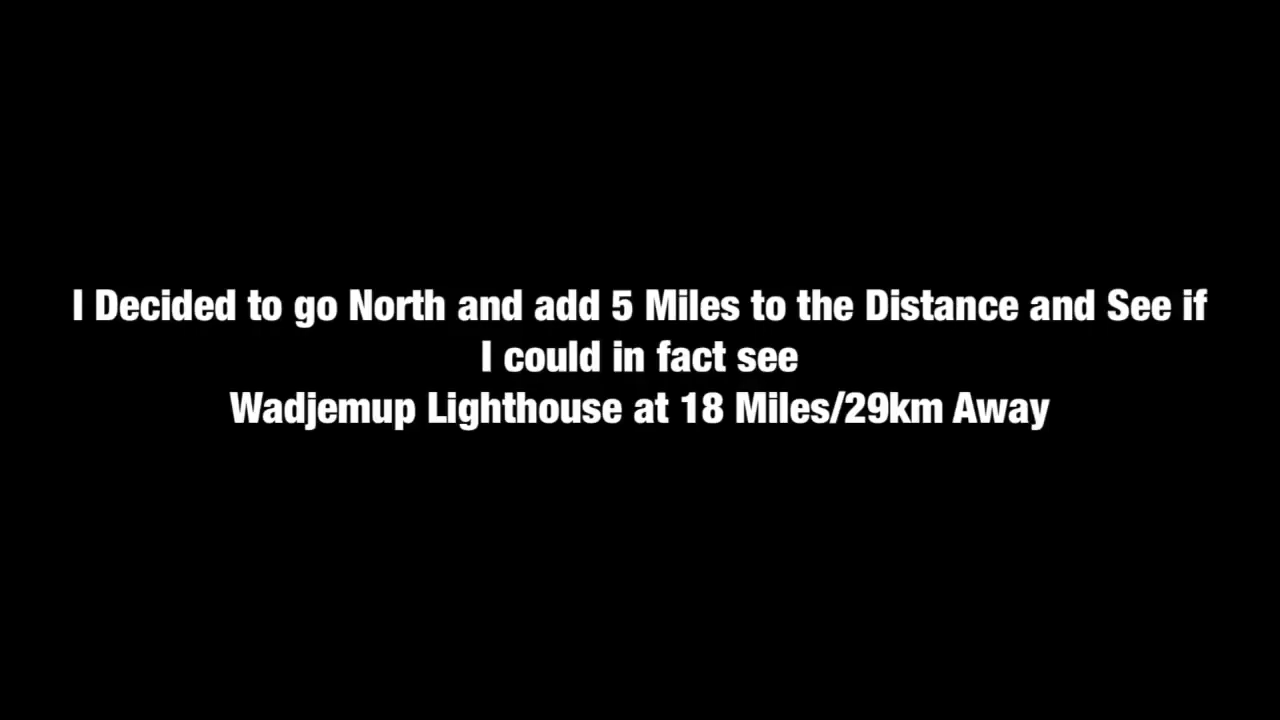 I Decided to go North and add 5 Miles to the Distance and See if
I could in fact see
Wadjemup Lighthouse at 18 Miles/29km Away